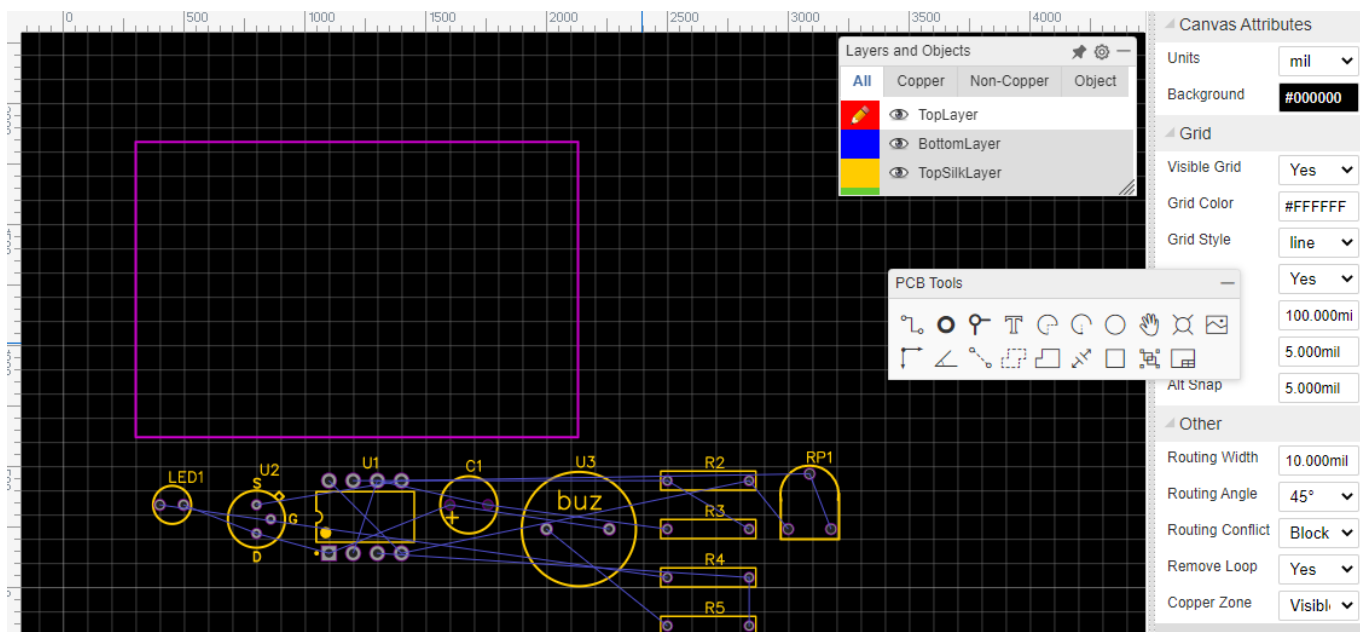 0 500 1000 1500 2000 2500 3000 3500 4000
Canvas Attributes
Units mil
Background #000000
Grid
Visible Grid Yes
Grid Color #FFFFFF
Grid Style line
Yes
100.000mi
5.000mil
Alt Snap 5.000mil
Other
Routing Width 10.000mil
Routing Angle 45°
Routing Conflict Block
Remove Loop Yes
Copper Zone Visibl
Layers and Objects
All Copper Non-Copper Object
TopLayer
BottomLayer
TopSilkLayer
PCB Tools
LED1
U2
S
G
D
U1
C1
+
U3
buz
R2
R3
R4
R5
RP1